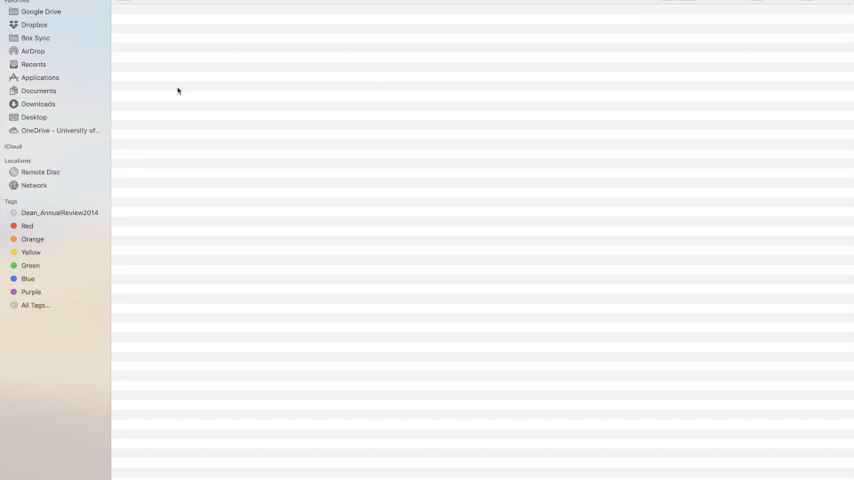 Favorites
Google Drive
Dropbox
Box Sync
AirDrop
Recents
Applications
Documents
Downloads
Desktop
OneDrive - University of...
iCloud
Locations
Remote Disc
Network
Tags
Dean_AnnualReview2014
Red
Orange
Yellow
Green
Blue
Purple
All Tags...